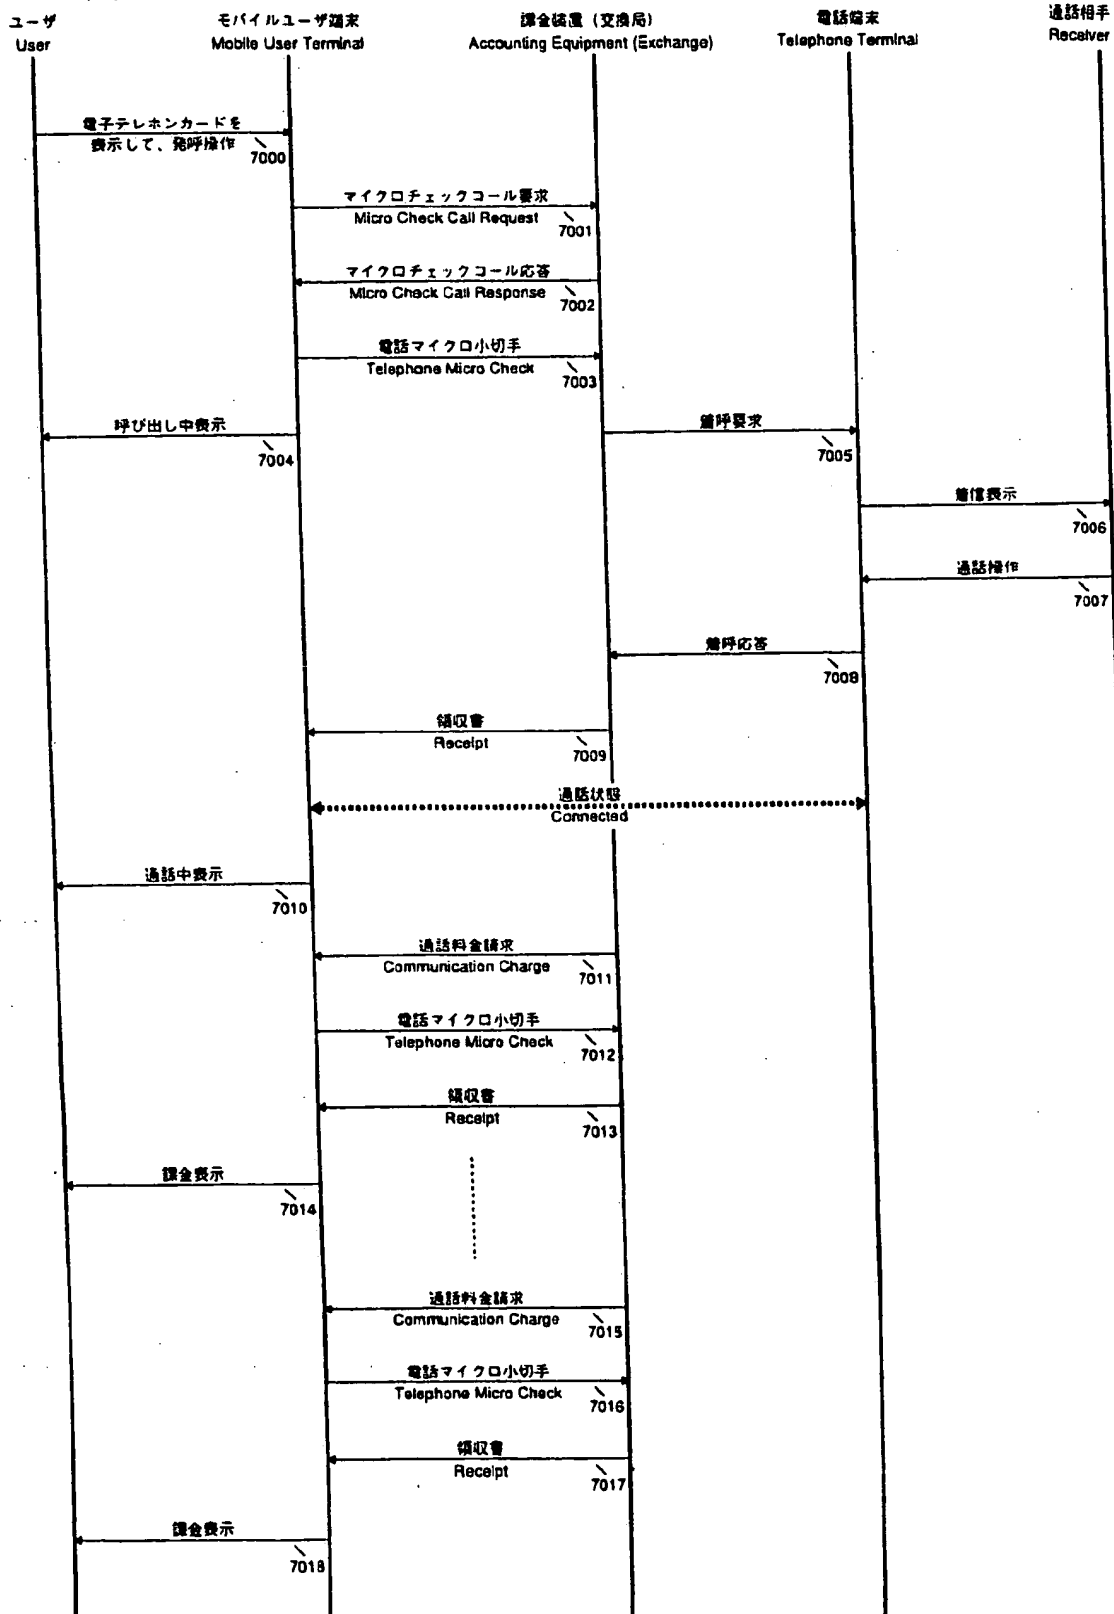 ユーザ
User
モバイルユーザ端末
Mobile User Terminal
課金装置（交換局）
Accounting Equipment (Exchange)
電話端末
Telephone Terminal
通話相手
Receiver
電子テレホンカードを
表示して、発呼操作
7000
マイクロチェックコール要求
Micro Check Call Request
7001
マイクロチェックコール応答
Micro Check Call Response
7002
電話マイクロ小切手
Telephone Micro Check
7003
呼び出し中表示
7004
着呼要求
7005
着信表示
7006
通話操作
7007
着呼応答
7008
領収書
Receipt
7009
通話状態
Connected
通話中表示
7010
通話料金請求
Communication Charge
7011
電話マイクロ小切手
Telephone Micro Check
7012
領収書
Receipt
7013
課金表示
7014
通話料金請求
Communication Charge
7015
電話マイクロ小切手
Telephone Micro Check
7016
領収書
Receipt
7017
課金表示
7018